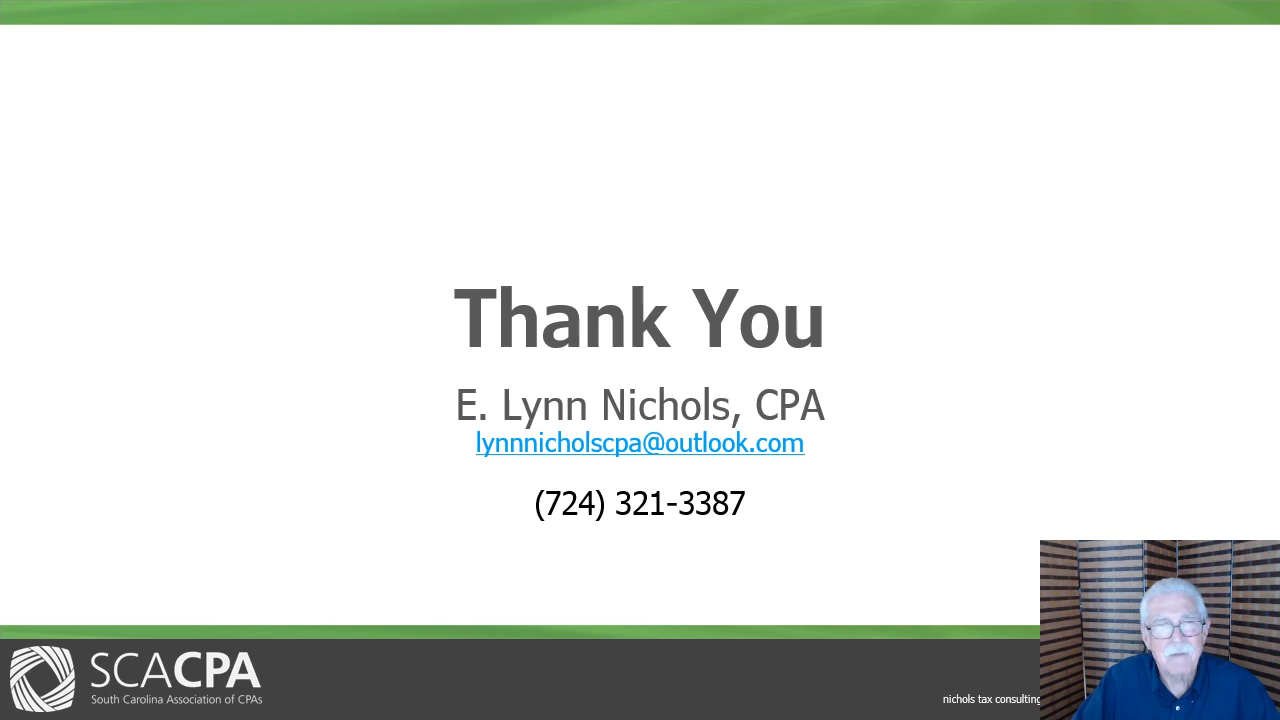 Thank You
E. Lynn Nichols, CPA
lynnnicholscpa@outlook.com
(724) 321-3387
SCACPA
South Carolina Association of CPAs
nichols tax consulting